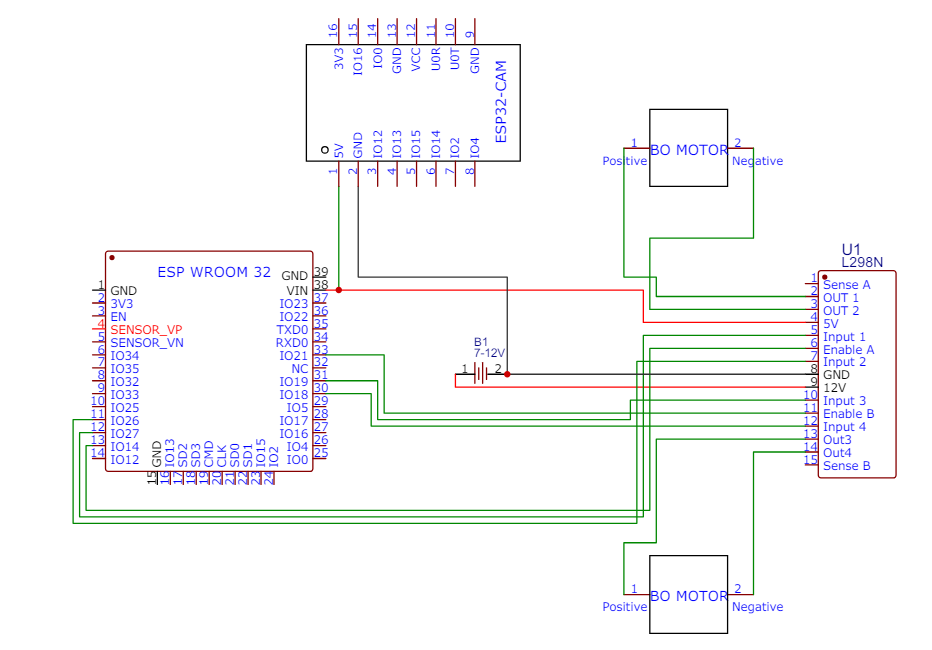 16 15 14 13 12 11 10 9
3V3 IO16 IO0 GND VCC U0R U0T GND
ESP32-CAM
5V GND IO12 IO13 IO15 IO14 IO2 IO4
1 2 3 4 5 6 7 8
1 BO MOTOR 2
Positive Negative
ESP WROOM 32
1 GND
2 3V3
3 EN
4 SENSOR_VP
5 SENSOR_VN
6 IO34
7 IO35
8 IO32
9 IO33
10 IO25
11 IO26
12 IO27
13 IO14
14 IO12
GND IO13 SD2 SD3 CMD CLK SD0 SD1 IO15 IO2
15 16 17 18 19 20 21 22 23 24
GND 39
VIN 38
IO23 37
IO22 36
TXD0 35
RXD0 34
IO21 33
NC 32
IO19 31
IO18 30
IO5 29
IO17 28
IO16 27
IO4 26
IO0 25
B1
7-12V
1 2
U1
L298N
1 Sense A
2 OUT 1
3 OUT 2
4 5V
5 Input 1
6 Enable A
7 Input 2
8 GND
9 12V
10 Input 3
11 Enable B
12 Input 4
13 Out3
14 Out4
15 Sense B
1 BO MOTOR 2
Positive Negative